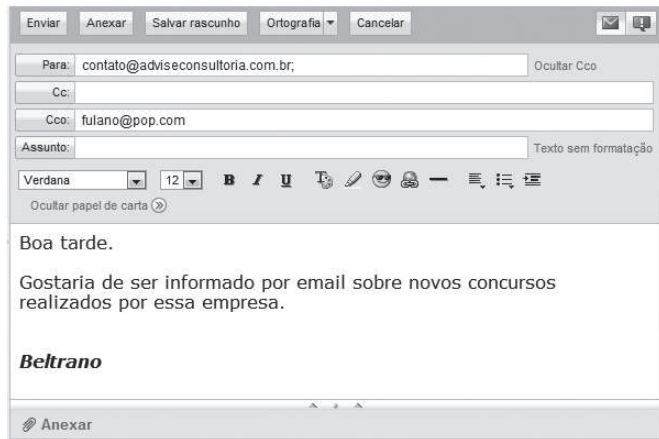 Enviar Anexar Salvar rascunho Ortografia Cancelar
Para: contato@adviseconsultoria.com.br; Ocultar Cco
Cc:
Cco: fulano@pop.com
Assunto: Texto sem formatação
Verdana 12 B I U
Ocultar papel de carta
Boa tarde.
Gostaria de ser informado por email sobre novos concursos
realizados por essa empresa.
Beltrano
Anexar